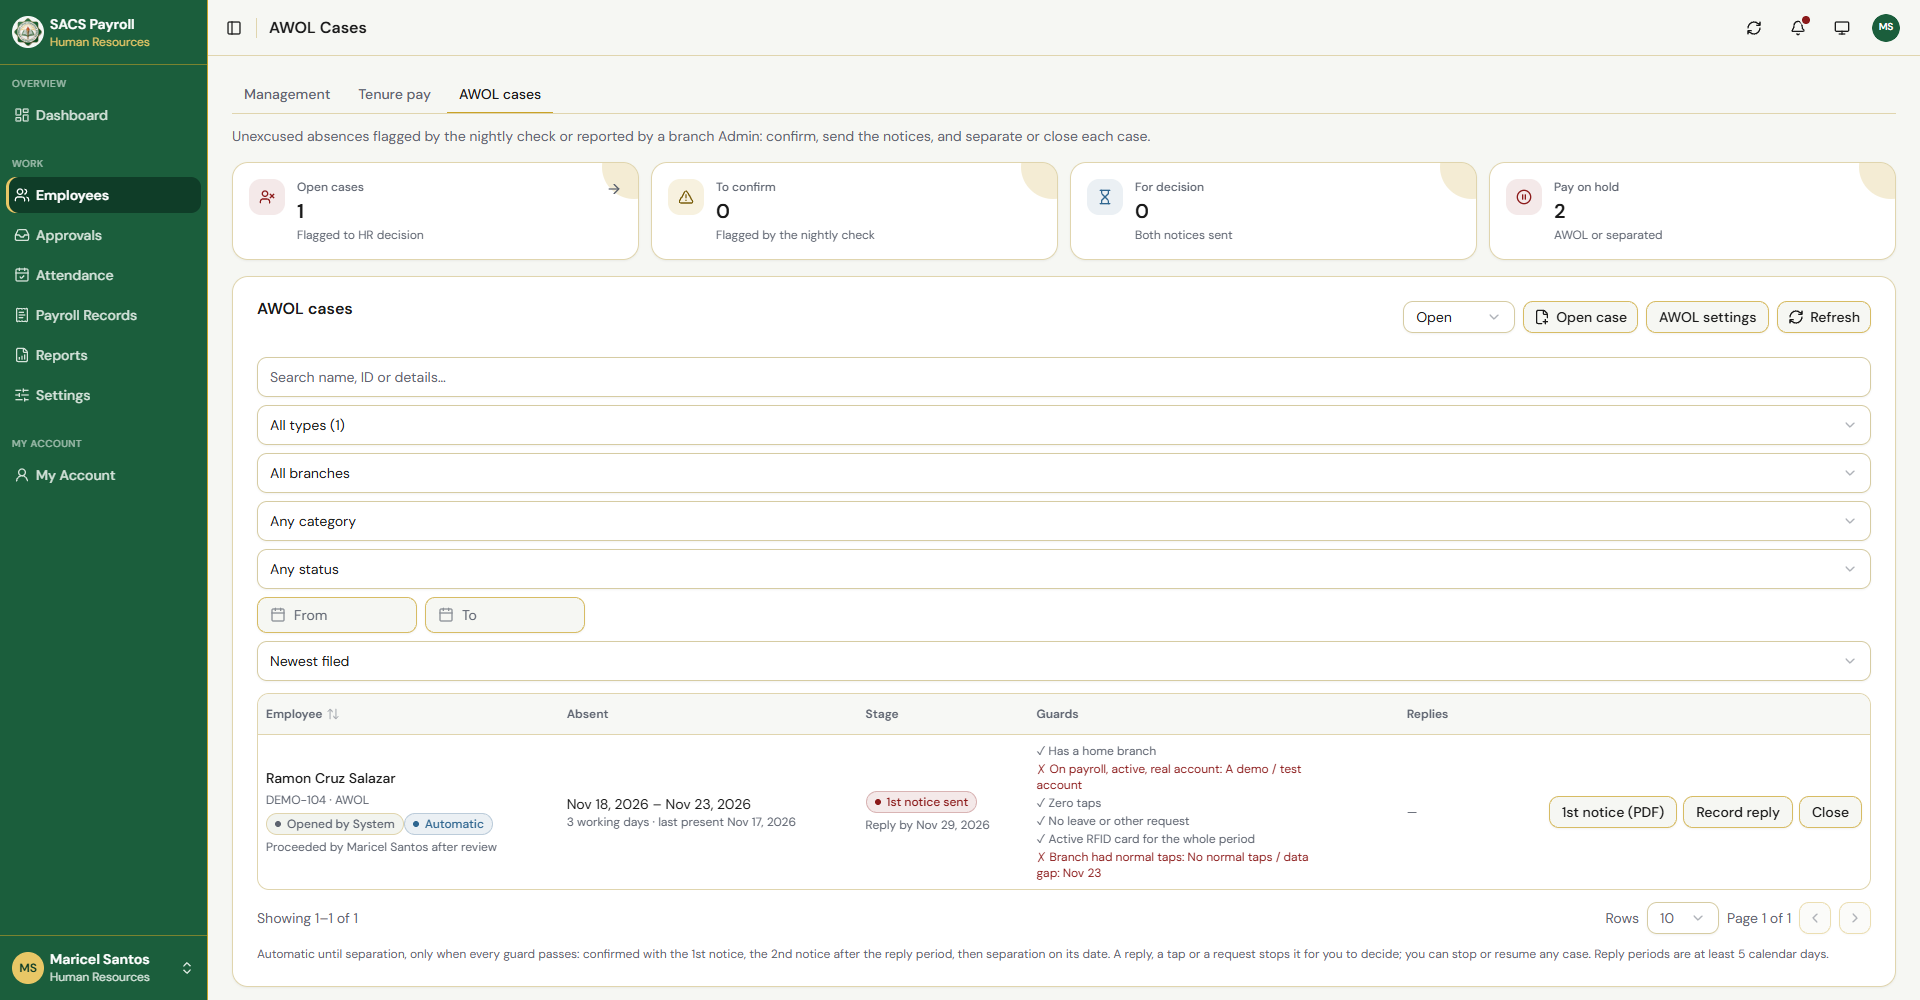 SACS Payroll
Human Resources
OVERVIEW
Dashboard
WORK
Employees
Approvals
Attendance
Payroll Records
Reports
Settings
MY ACCOUNT
My Account
MS
Maricel Santos
Human Resources
AWOL Cases
MS
Management
Tenure pay
AWOL cases
Unexcused absences flagged by the nightly check or reported by a branch Admin: confirm, send the notices, and separate or close each case.
Open cases
1
Flagged to HR decision
To confirm
0
Flagged by the nightly check
For decision
0
Both notices sent
Pay on hold
2
AWOL or separated
AWOL cases
Open
Open case
AWOL settings
Refresh
Search name, ID or details...
All types (1)
All branches
Any category
Any status
From
To
Newest filed
Employee
Absent
Stage
Guards
Replies
Ramon Cruz Salazar
DEMO-104 · AWOL
Opened by System
Automatic
Proceeded by Maricel Santos after review
Nov 18, 2026 – Nov 23, 2026
3 working days · last present Nov 17, 2026
1st notice sent
Reply by Nov 29, 2026
✓ Has a home branch
✗ On payroll, active, real account: A demo / test
account
✓ Zero taps
✓ No leave or other request
✓ Active RFID card for the whole period
✗ Branch had normal taps: No normal taps / data
gap: Nov 23
—
1st notice (PDF)
Record reply
Close
Showing 1–1 of 1
Rows
10
Page 1 of 1
Automatic until separation, only when every guard passes: confirmed with the 1st notice, the 2nd notice after the reply period, then separation on its date. A reply, a tap or a request stops it for you to decide; you can stop or resume any case. Reply periods are at least 5 calendar days.